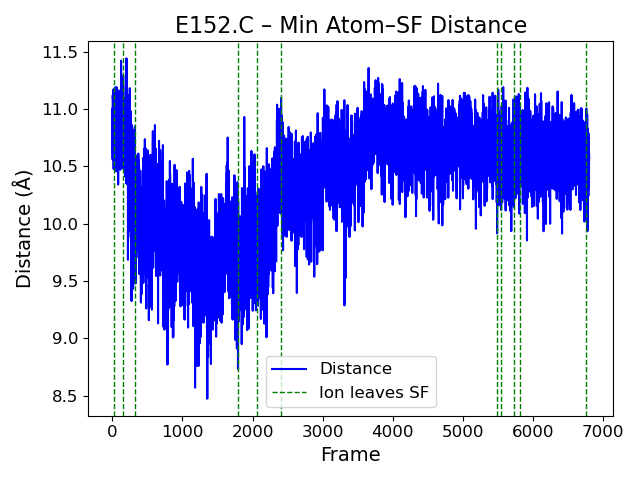 E152.C – Min Atom–SF Distance
Distance (Å)
11.5
11.0
10.5
10.0
9.5
9.0
8.5
Distance
Ion leaves SF
0 1000 2000 3000 4000 5000 6000 7000
Frame